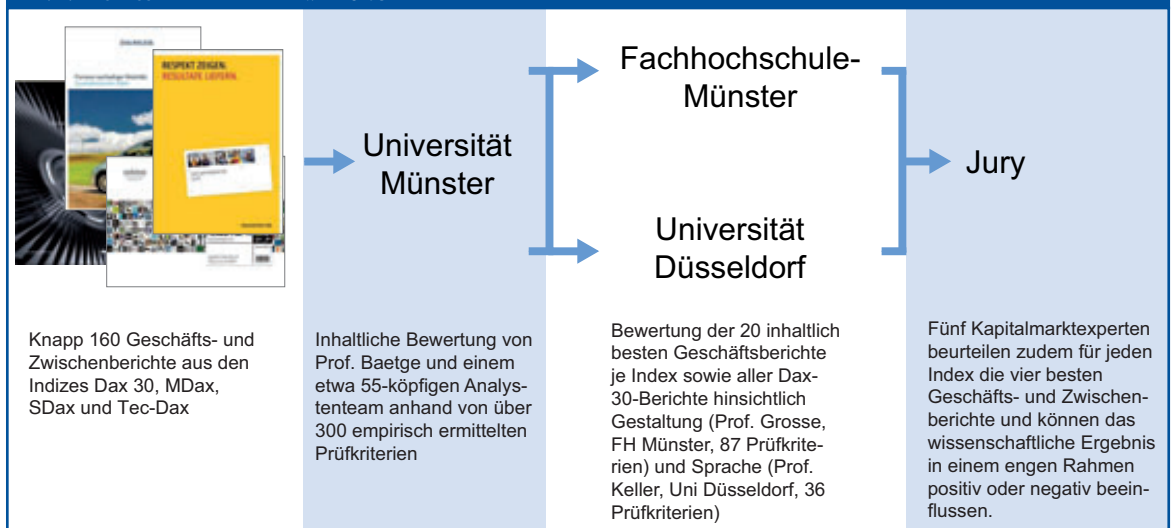 RESPEKT ZEIGEN.
RESULTATE LIEFERN.
Universität
Münster
Fachhochschule-
Münster
Universität
Düsseldorf
Jury
Knapp 160 Geschäfts- und
Zwischenberichte aus den
Indizes Dax 30, MDax,
SDax und Tec-Dax
Inhaltliche Bewertung von
Prof. Baetge und einem
etwa 55-köpfigen Analys-
tenteam anhand von über
300 empirisch ermittelten
Prüfkriterien
Bewertung der 20 inhaltlich
besten Geschäftsberichte
je Index sowie aller Dax-
30-Berichte hinsichtlich
Gestaltung (Prof. Grosse,
FH Münster, 87 Prüfkrite-
rien) und Sprache (Prof.
Keller, Uni Düsseldorf, 36
Prüfkriterien)
Fünf Kapitalmarktexperten
beurteilen zudem für jeden
Index die vier besten
Geschäfts- und Zwischen-
berichte und können das
wissenschaftliche Ergebnis
in einem engen Rahmen
positiv oder negativ beein-
flussen.